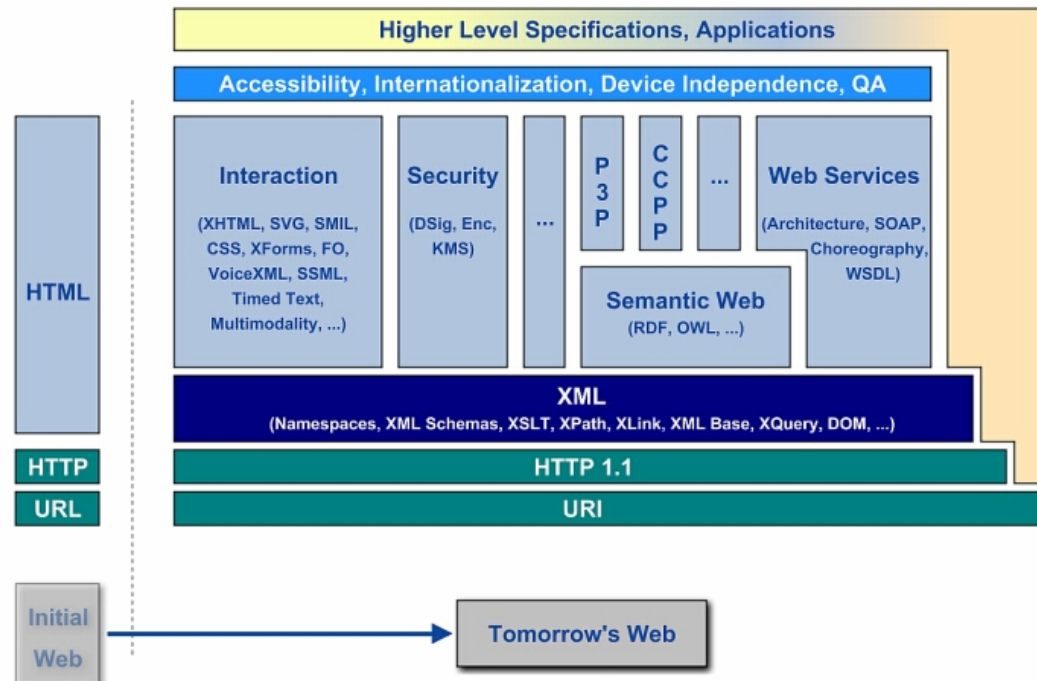 Higher Level Specifications, Applications
Accessibility, Internationalization, Device Independence, QA
HTML
HTTP
URL
Interaction
(XHTML, SVG, SMIL,
CSS, XForms, FO,
VoiceXML, SSML,
Timed Text,
Multimodality, ...)
Security
(DSig, Enc,
KMS)
...
P
3
P
C
C
P
P
...
Web Services
(Architecture, SOAP,
Choreography,
WSDL)
Semantic Web
(RDF, OWL, ...)
XML
(Namespaces, XML Schemas, XSLT, XPath, XLink, XML Base, XQuery, DOM, ...)
HTTP 1.1
URI
Initial
Web
Tomorrow's Web